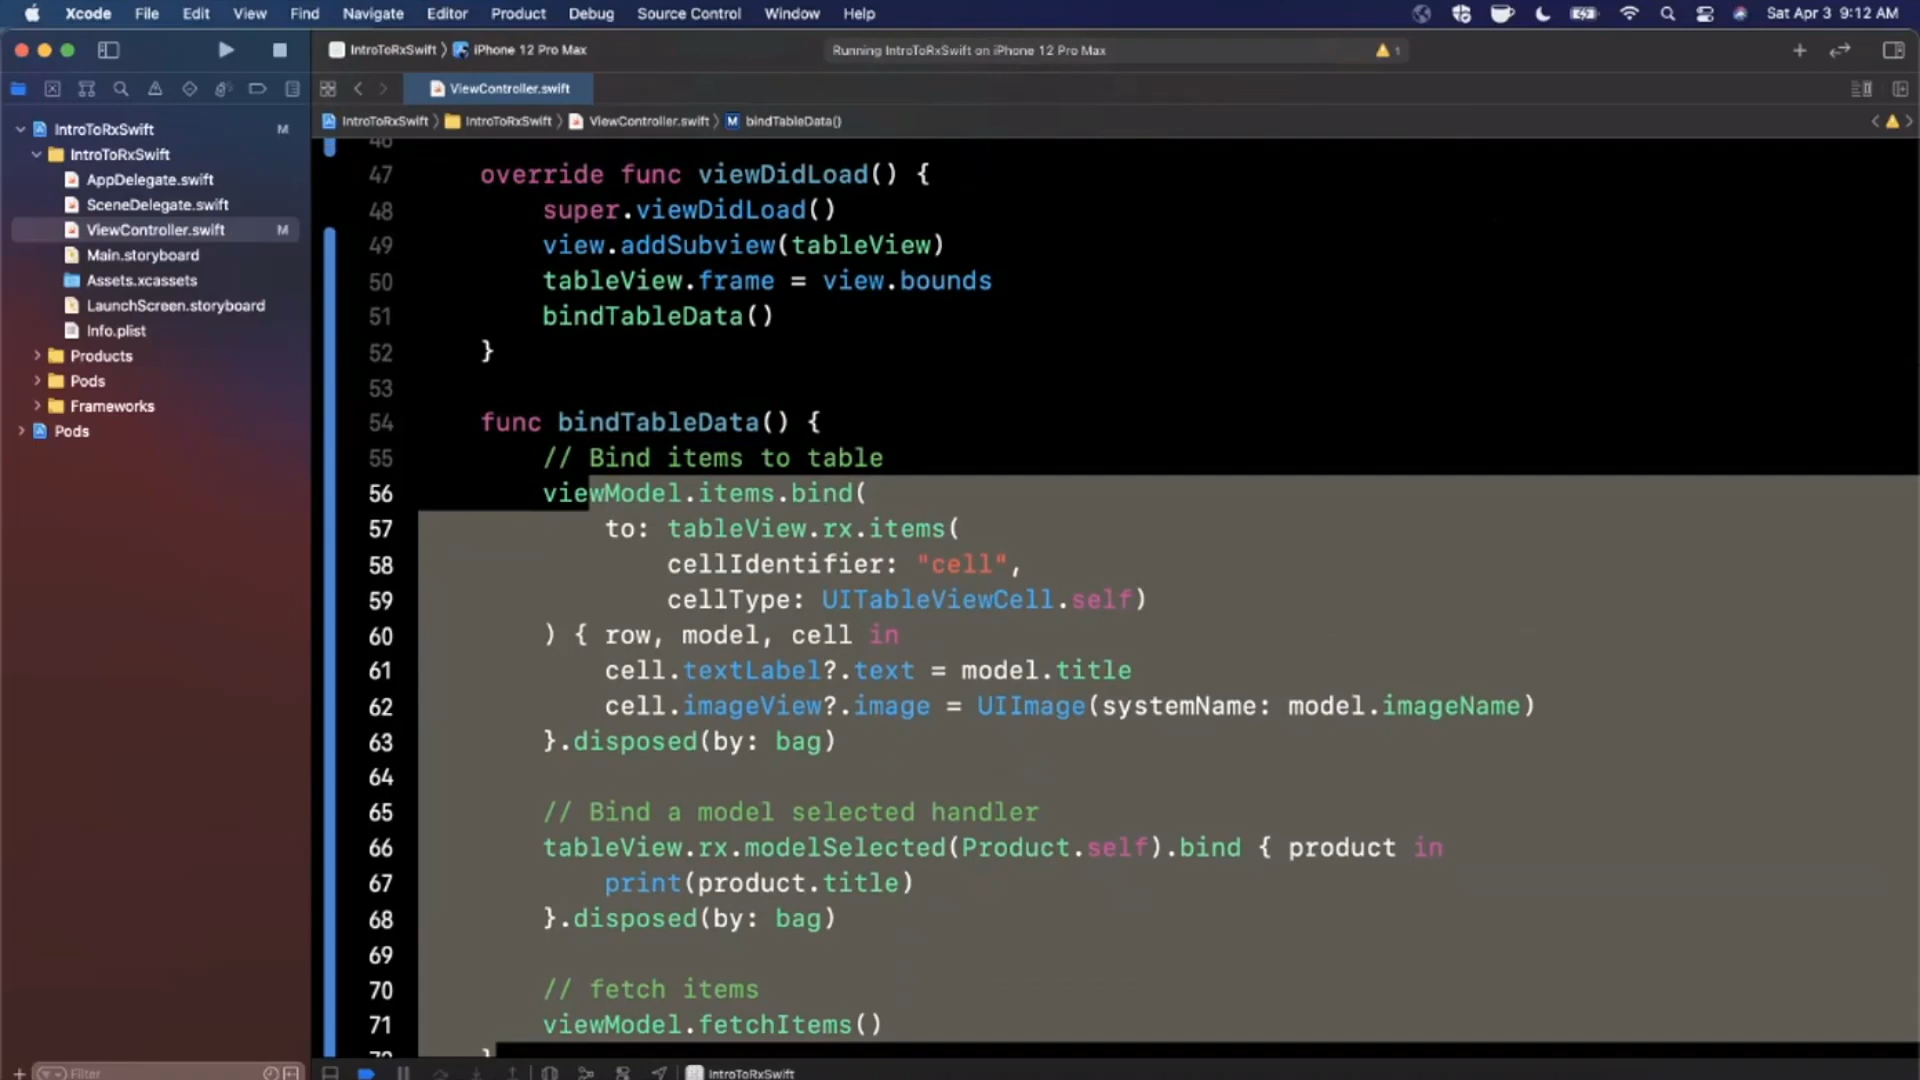 Xcode File Edit View Find Navigate Editor Product Debug Source Control Window Help Sat Apr 3 9:12 AM
IntroToRxSwift iPhone 12 Pro Max Running IntroToRxSwift on iPhone 12 Pro Max 1
ViewController.swift
IntroToRxSwift IntroToRxSwift ViewController.swift M bindTableData()
IntroToRxSwift M
IntroToRxSwift
AppDelegate.swift
SceneDelegate.swift
ViewController.swift M
Main.storyboard
Assets.xcassets
LaunchScreen.storyboard
Info.plist
Products
Pods
Frameworks
Pods
Filter
46
47 override func viewDidLoad() {
48 super.viewDidLoad()
49 view.addSubview(tableView)
50 tableView.frame = view.bounds
51 bindTableData()
52 }
53
54 func bindTableData() {
55 // Bind items to table
56 viewModel.items.bind(
57 to: tableView.rx.items(
58 cellIdentifier: "cell",
59 cellType: UITableViewCell.self)
60 ) { row, model, cell in
61 cell.textLabel?.text = model.title
62 cell.imageView?.image = UIImage(systemName: model.imageName)
63 }.disposed(by: bag)
64
65 // Bind a model selected handler
66 tableView.rx.modelSelected(Product.self).bind { product in
67 print(product.title)
68 }.disposed(by: bag)
69
70 // fetch items
71 viewModel.fetchItems()
72 }
IntroToRxSwift